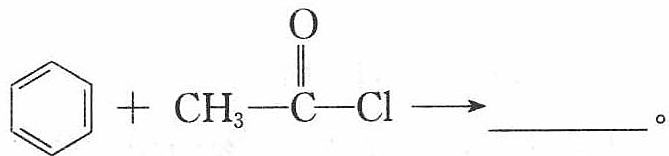 O
+ CH₃—C—Cl ⟶ ________。